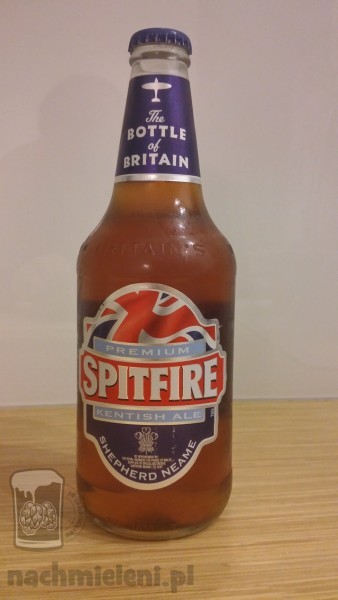 The
BOTTLE
of
BRITAIN
PREMIUM
SPITFIRE
KENTISH ALE
SHEPHERD NEAME
nachmieleni.pl